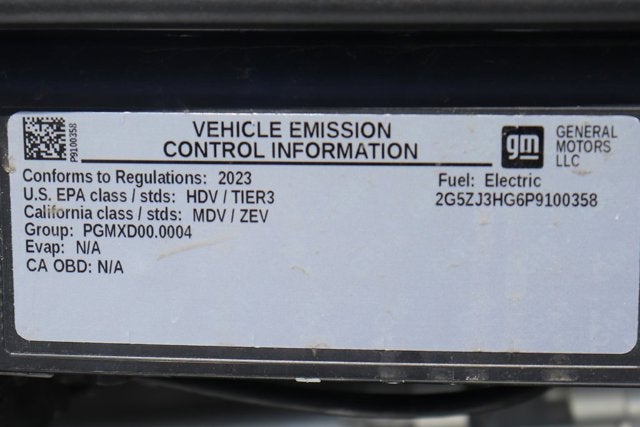 P9100358
VEHICLE EMISSION
CONTROL INFORMATION
gm
GENERAL
MOTORS
LLC
Conforms to Regulations: 2023
U.S. EPA class / stds: HDV / TIER3
California class / stds: MDV / ZEV
Group: PGMXD00.0004
Evap: N/A
CA OBD: N/A
Fuel: Electric
2G5ZJ3HG6P9100358